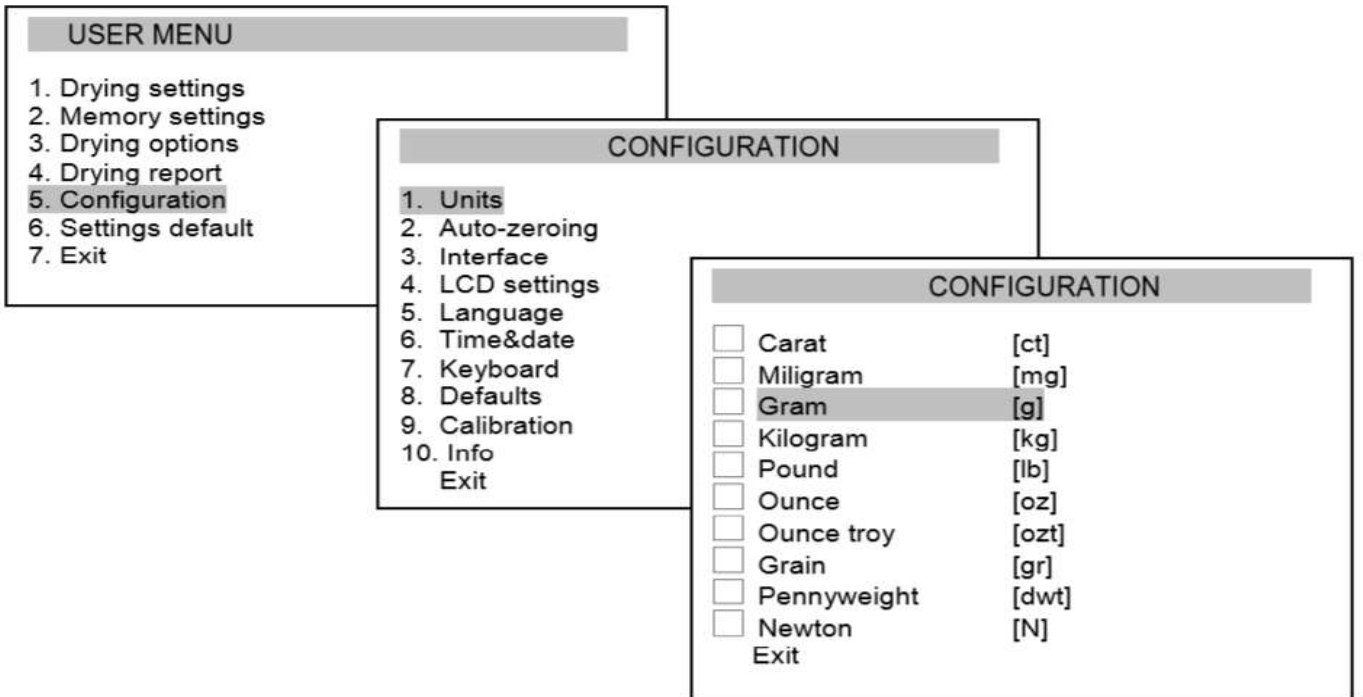 USER MENU
1. Drying settings
2. Memory settings
3. Drying options
4. Drying report
5. Configuration
6. Settings default
7. Exit
CONFIGURATION
1. Units
2. Auto-zeroing
3. Interface
4. LCD settings
5. Language
6. Time&date
7. Keyboard
8. Defaults
9. Calibration
10. Info
Exit
CONFIGURATION
Carat [ct]
Miligram [mg]
Gram [g]
Kilogram [kg]
Pound [lb]
Ounce [oz]
Ounce troy [ozt]
Grain [gr]
Pennyweight [dwt]
Newton [N]
Exit